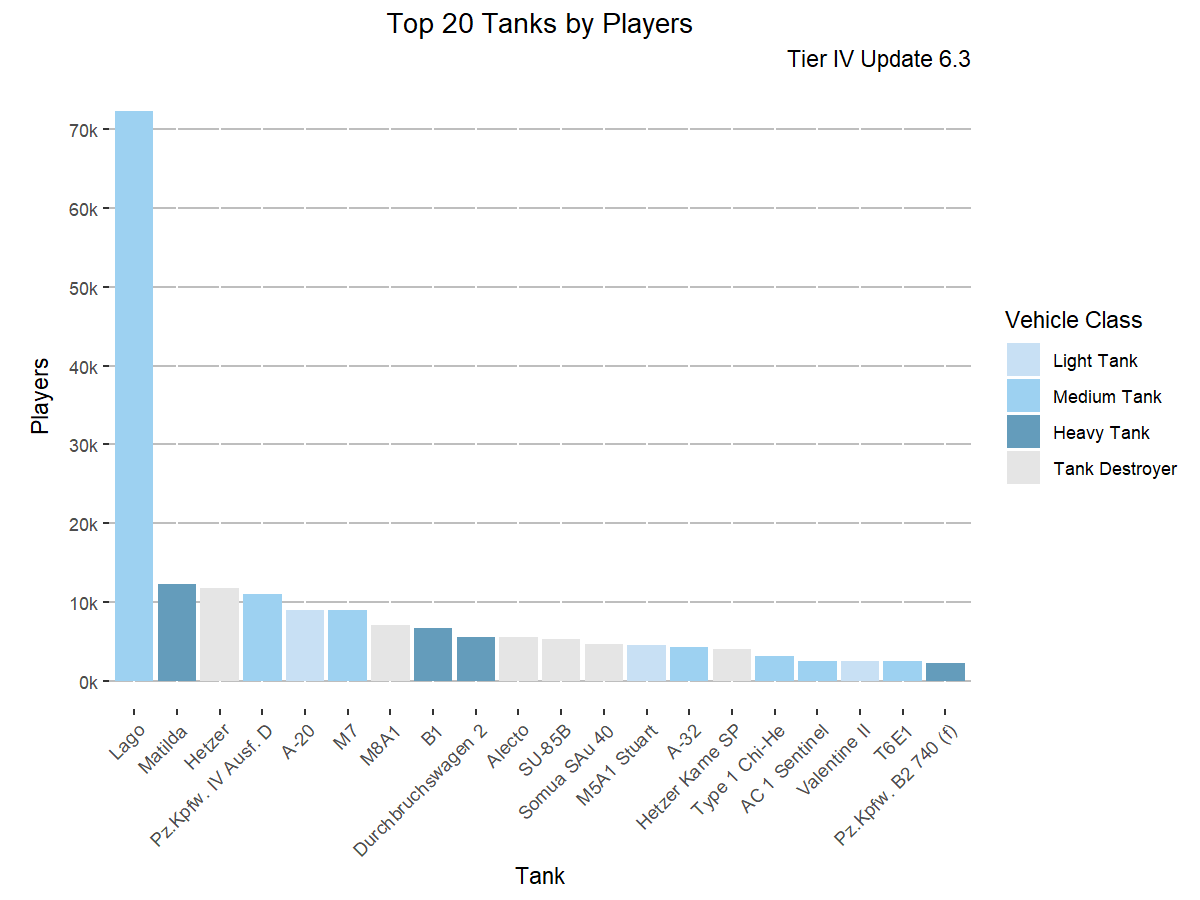 Top 20 Tanks by Players
Tier IV Update 6.3
Players
70k
60k
50k
40k
30k
20k
10k
0k
Lago
Matilda
Hetzer
Pz.Kpfw. IV Ausf. D
A-20
M7
M8A1
B1
Durchbruchswagen 2
Alecto
SU-85B
Somua SAu 40
M5A1 Stuart
A-32
Hetzer Kame SP
Type 1 Chi-He
AC 1 Sentinel
Valentine II
T6E1
Pz.Kpfw. B2 740 (f)
Tank
Vehicle Class
Light Tank
Medium Tank
Heavy Tank
Tank Destroyer